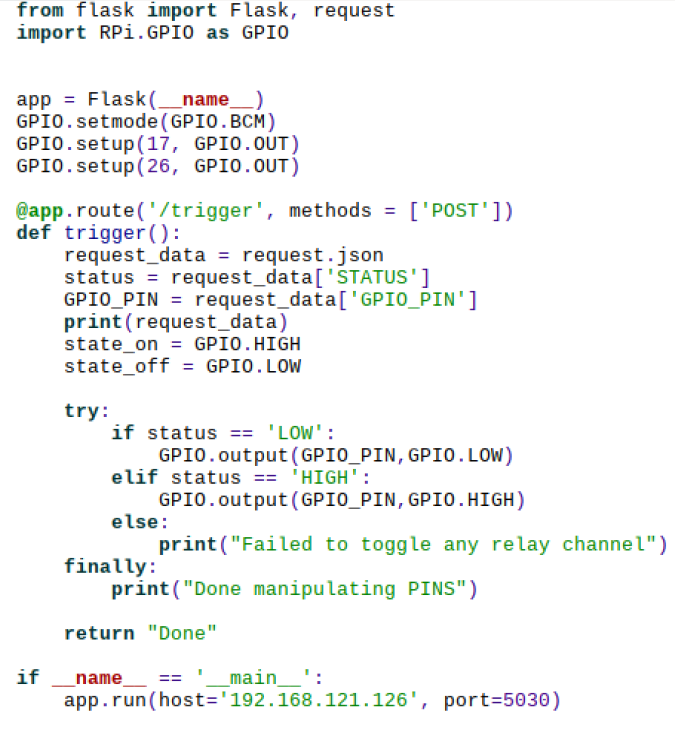 from flask import Flask, request
import RPi.GPIO as GPIO
app = Flask(__name__)
GPIO.setmode(GPIO.BCM)
GPIO.setup(17, GPIO.OUT)
GPIO.setup(26, GPIO.OUT)
@app.route('/trigger', methods = ['POST'])
def trigger():
    request_data = request.json
    status = request_data['STATUS']
    GPIO_PIN = request_data['GPIO_PIN']
    print(request_data)
    state_on = GPIO.HIGH
    state_off = GPIO.LOW
    try:
        if status == 'LOW':
            GPIO.output(GPIO_PIN,GPIO.LOW)
        elif status == 'HIGH':
            GPIO.output(GPIO_PIN,GPIO.HIGH)
        else:
            print("Failed to toggle any relay channel")
    finally:
        print("Done manipulating PINS")
    return "Done"
if __name__ == '__main__':
    app.run(host='192.168.121.126', port=5030)